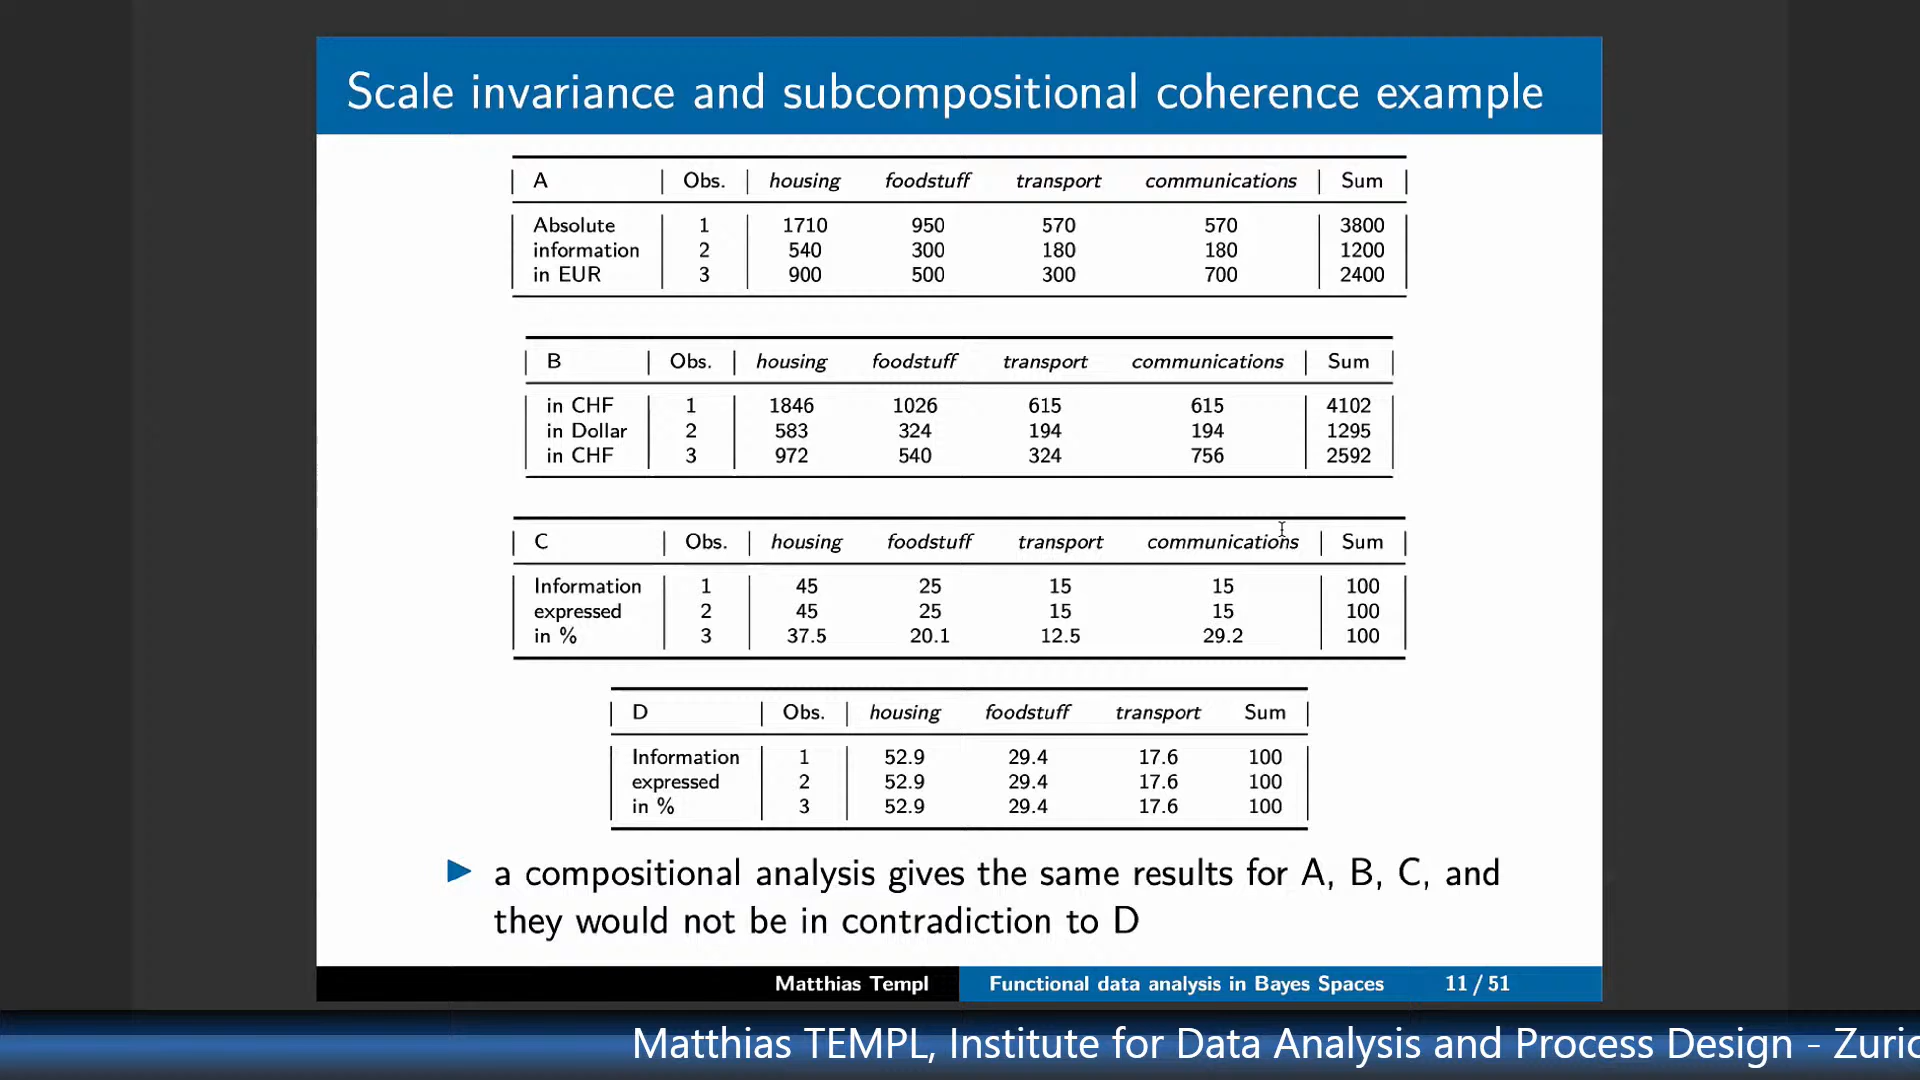 Scale invariance and subcompositional coherence example
A Obs. housing foodstuff transport communications Sum
Absolute 1 1710 950 570 570 3800
information 2 540 300 180 180 1200
in EUR 3 900 500 300 700 2400
B Obs. housing foodstuff transport communications Sum
in CHF 1 1846 1026 615 615 4102
in Dollar 2 583 324 194 194 1295
in CHF 3 972 540 324 756 2592
C Obs. housing foodstuff transport communications Sum
Information 1 45 25 15 15 100
expressed 2 45 25 15 15 100
in % 3 37.5 20.1 12.5 29.2 100
D Obs. housing foodstuff transport Sum
Information 1 52.9 29.4 17.6 100
expressed 2 52.9 29.4 17.6 100
in % 3 52.9 29.4 17.6 100
a compositional analysis gives the same results for A, B, C, and
they would not be in contradiction to D
Matthias Templ Functional data analysis in Bayes Spaces 11 / 51
Matthias TEMPL, Institute for Data Analysis and Process Design - Zuric